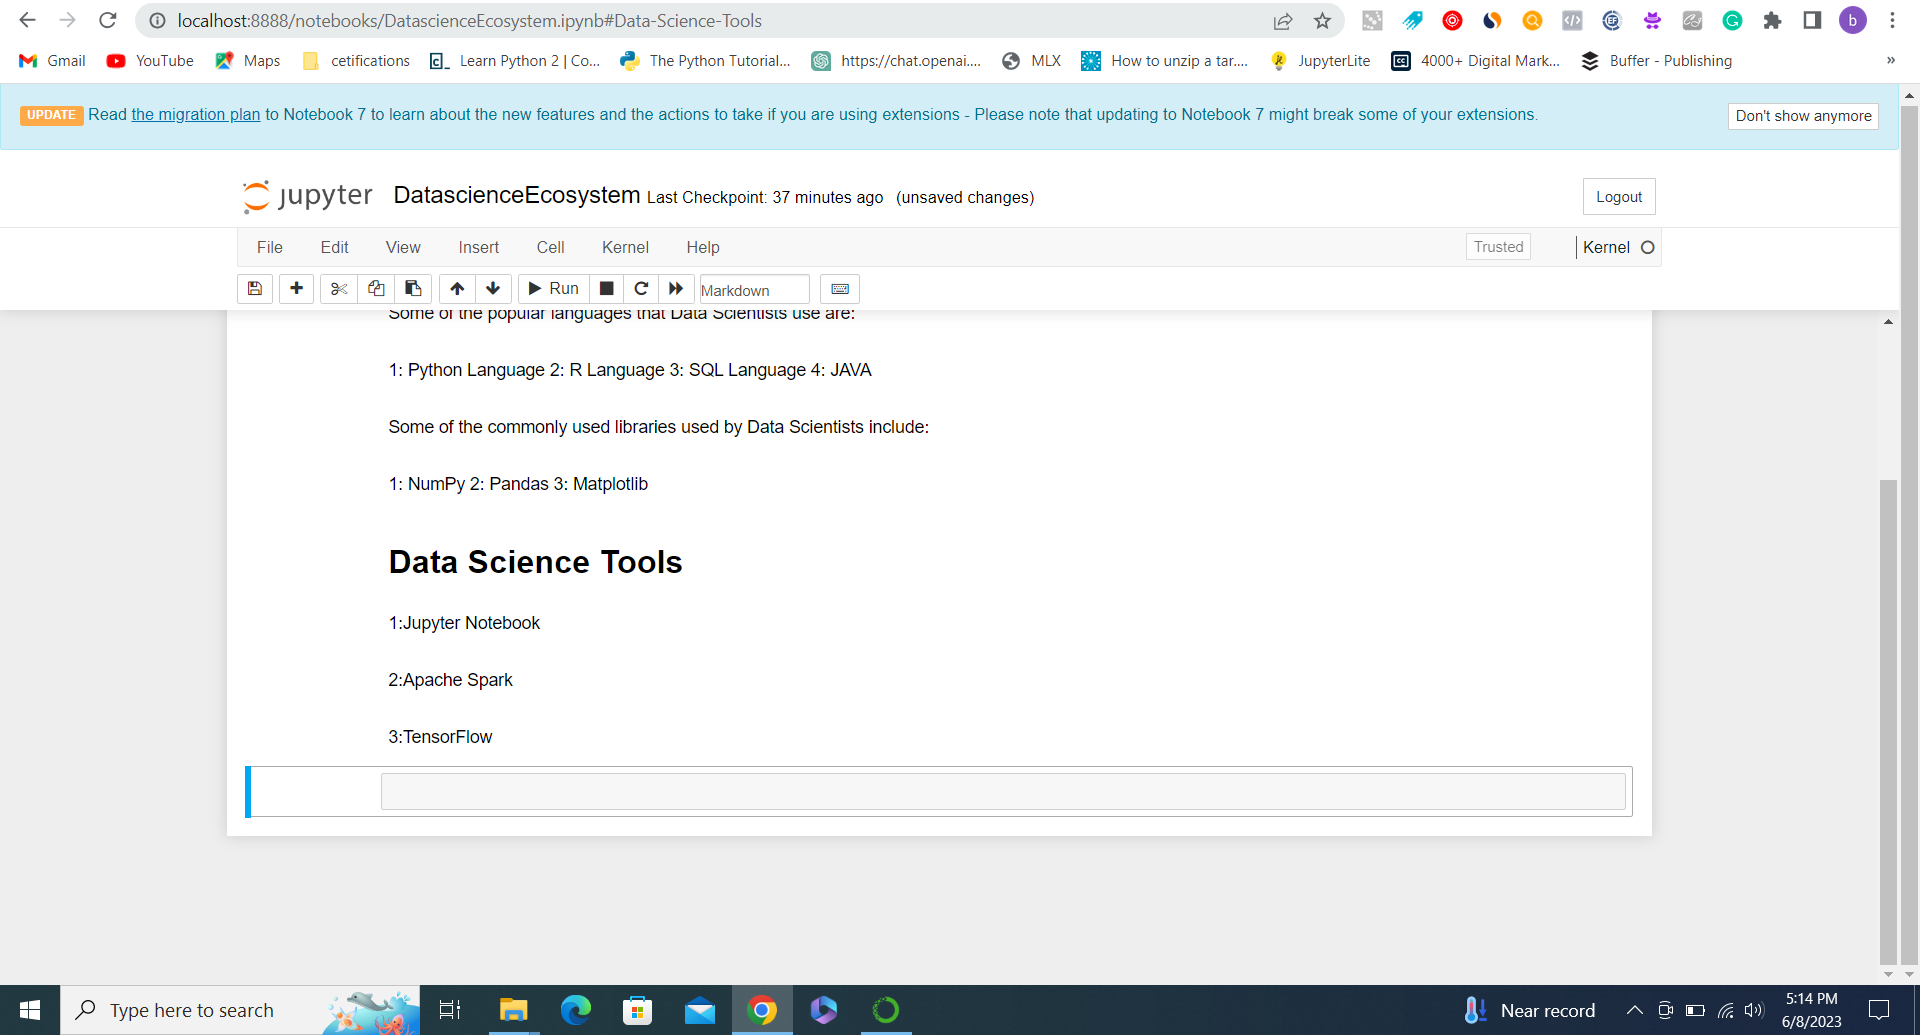 localhost:8888/notebooks/DatascienceEcosystem.ipynb#Data-Science-Tools
b
Gmail YouTube Maps cetifications Learn Python 2 | Co... The Python Tutorial... https://chat.openai.... MLX How to unzip a tar.... JupyterLite 4000+ Digital Mark... Buffer - Publishing »
UPDATE Read the migration plan to Notebook 7 to learn about the new features and the actions to take if you are using extensions - Please note that updating to Notebook 7 might break some of your extensions. Don't show anymore
jupyter DatascienceEcosystem Last Checkpoint: 37 minutes ago (unsaved changes) Logout
File Edit View Insert Cell Kernel Help Trusted Kernel
Run Markdown
Some of the popular languages that Data Scientists use are:
1: Python Language 2: R Language 3: SQL Language 4: JAVA
Some of the commonly used libraries used by Data Scientists include:
1: NumPy 2: Pandas 3: Matplotlib
Data Science Tools
1:Jupyter Notebook
2:Apache Spark
3:TensorFlow
Type here to search Near record 5:14 PM
6/8/2023